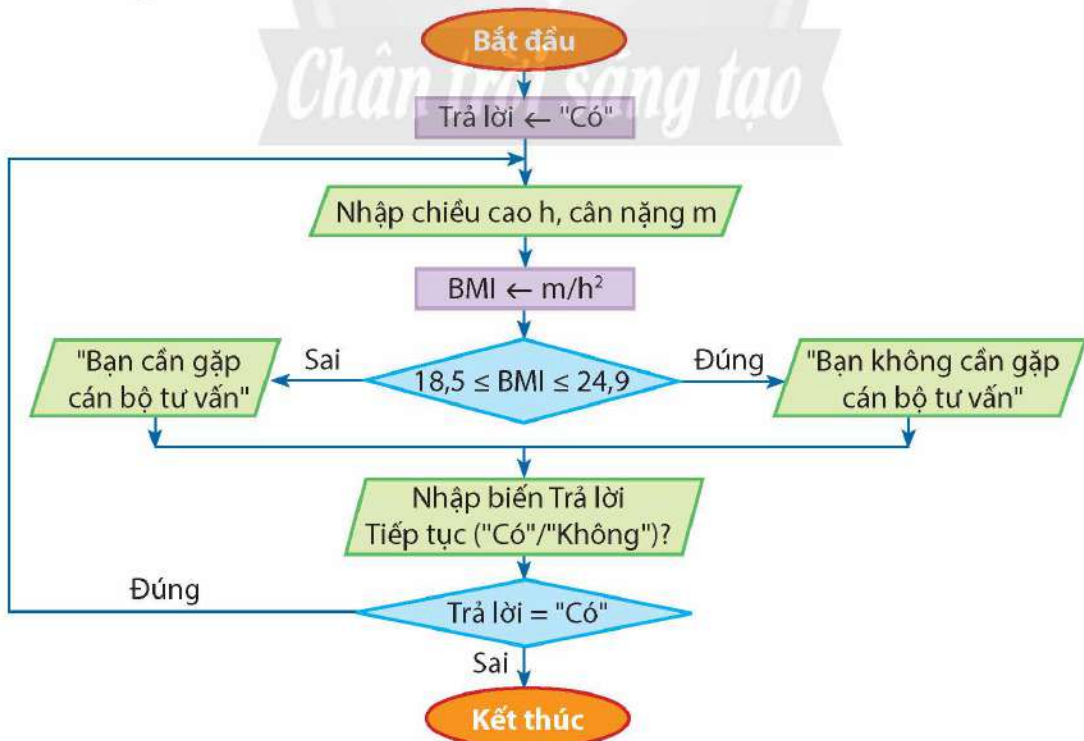 Bắt đầu
Chân trời sáng tạo
Trả lời ← "Có"
Nhập chiều cao h, cân nặng m
BMI ← m/h²
"Bạn cần gặp
cán bộ tư vấn"
Sai
18,5 ≤ BMI ≤ 24,9
Đúng
"Bạn không cần gặp
cán bộ tư vấn"
Nhập biến Trả lời
Tiếp tục ("Có"/"Không")?
Đúng
Trả lời = "Có"
Sai
Kết thúc